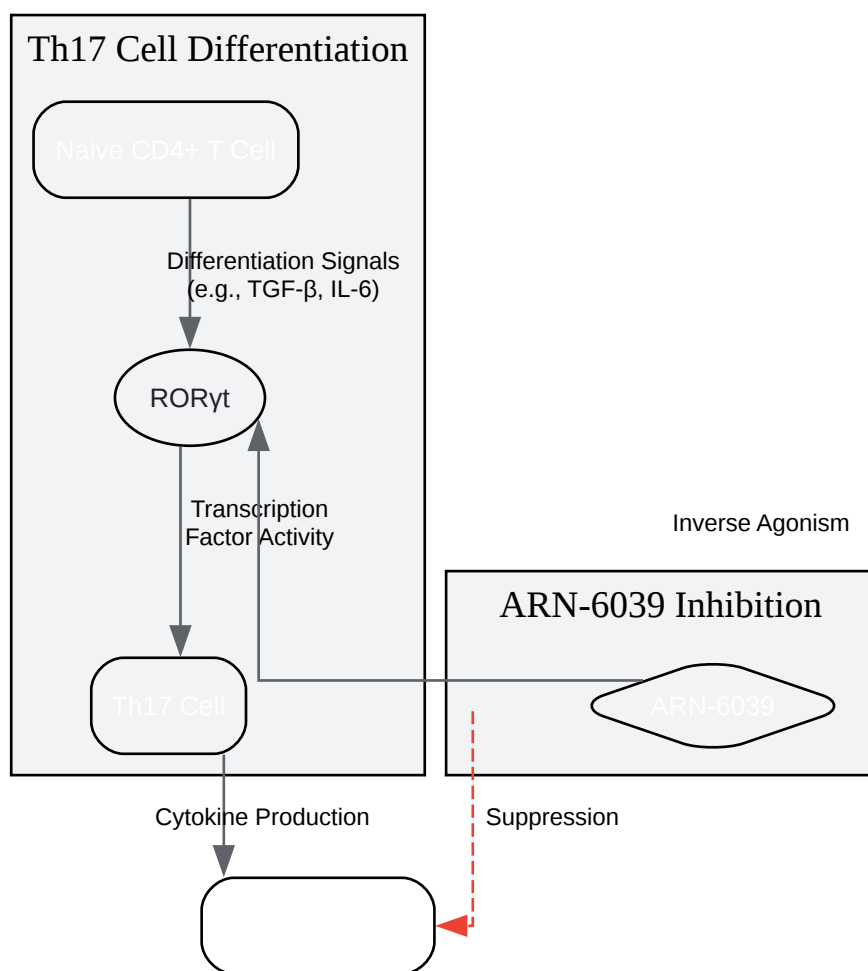 Th17 Cell Differentiation
Naive CD4+ T Cell
Differentiation Signals
(e.g., TGF-β, IL-6)
RORγt
Transcription
Factor Activity
Inverse Agonism
ARN-6039 Inhibition
Th17 Cell
ARN-6039
Cytokine Production
Suppression